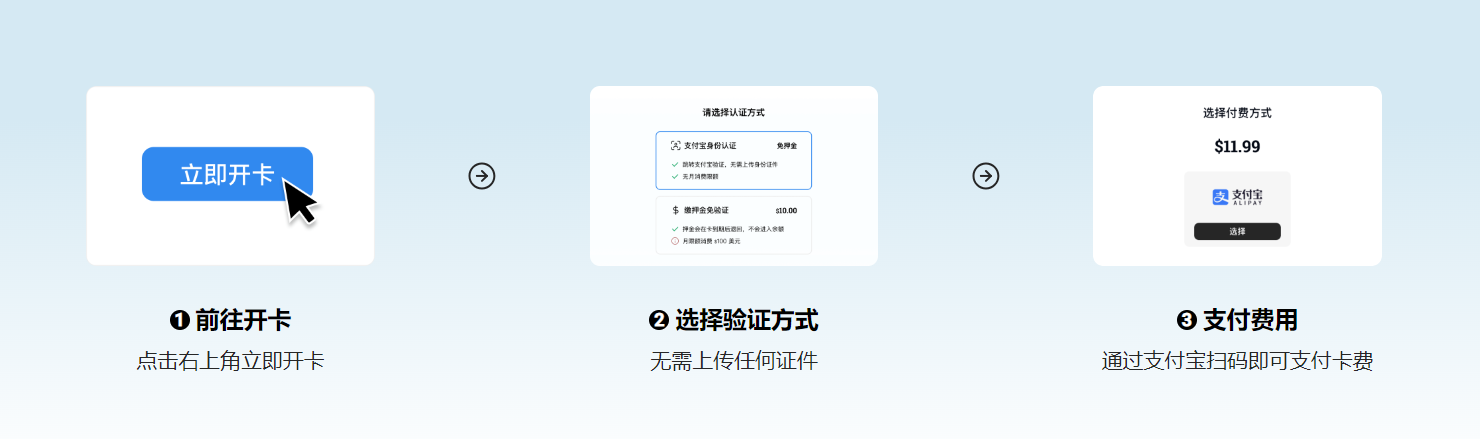 立即开卡
请选择认证方式
支付宝身份认证 免押金
跳转支付宝验证，无需上传身份证件
无月消费限额
缴押金免验证 $10.00
押金会在卡到期后退回，不会进入余额
月限额消费 $100 美元
选择付费方式
$11.99
支 支付宝
ALIPAY
选择
❶ 前往开卡
点击右上角立即开卡
❷ 选择验证方式
无需上传任何证件
❸ 支付费用
通过支付宝扫码即可支付卡费